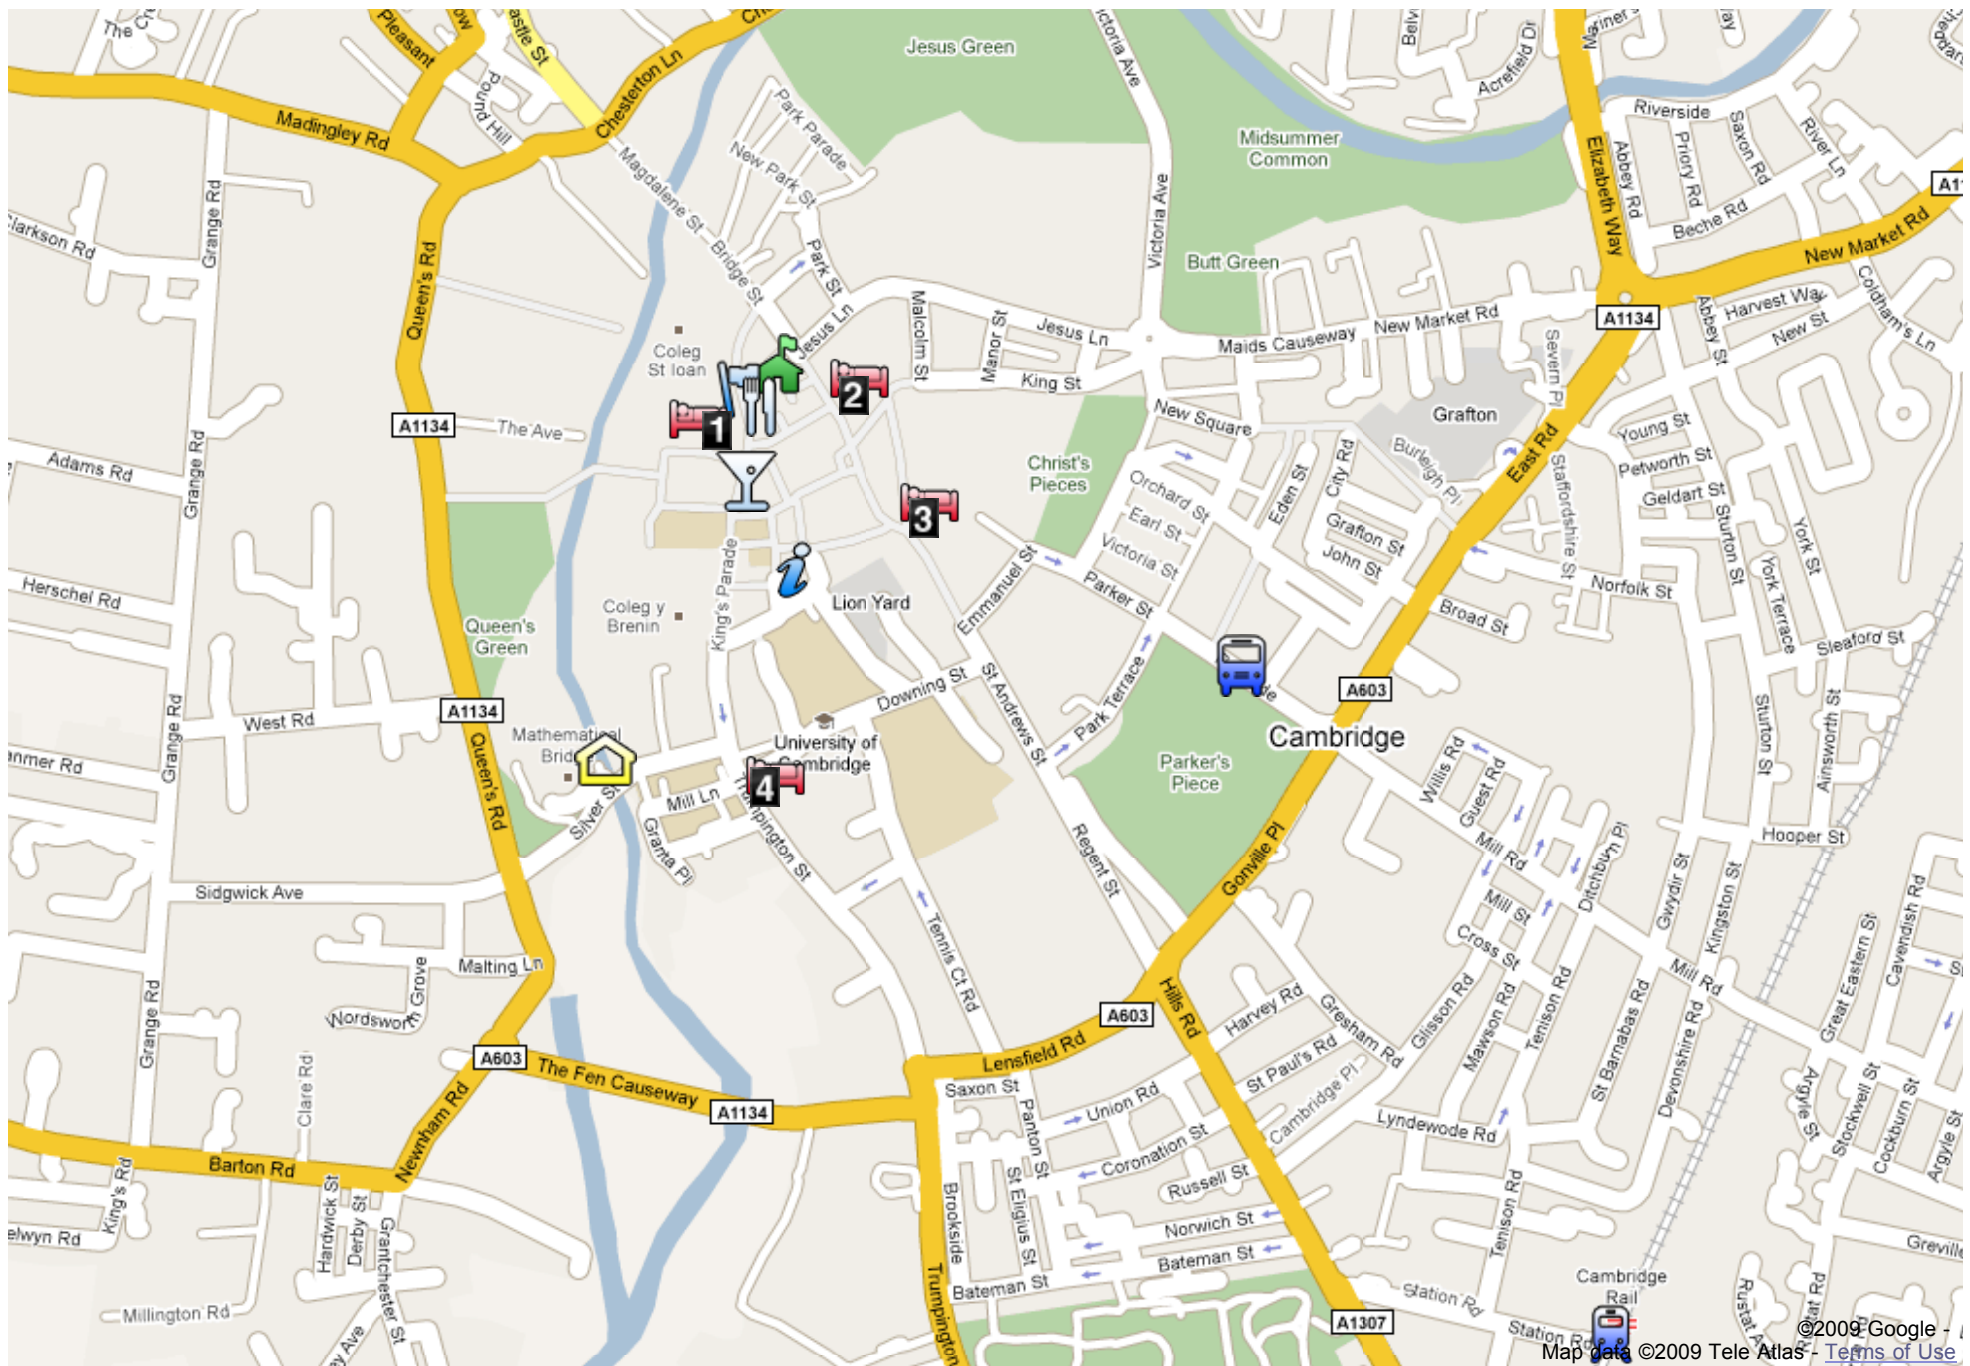 Pleasant
Castle St
Chesterton Ln
Jesus Green
Victoria Ave
Acrefield Dr
Riverside
Saxon Rd
River Ln
Priory Rd
Abbey Rd
Beche Rd
Elizabeth Way
New Market Rd
Madingley Rd
Pound Hill
Park Parade
New Park St
Magdalene St
Bridge St
Park St
Midsummer
Common
Butt Green
Victoria Ave
Grange Rd
Queen's Rd
Clarkson Rd
Jesus Ln
Malcolm St
Manor St
Jesus Ln
King St
Maids Causeway
New Market Rd
A1134
Harvest Way
Abbey St
New St
Coldham's Ln
Severn Pl
Coleg
St Ioan
1
2
3
4
A1134
The Ave
New Square
Grafton
Burleigh Pl
East Rd
Young St
Petworth St
Geldart St
Staffordshire St
Sturton St
York St
York Terrace
Adams Rd
Grange Rd
Christ's
Pieces
Orchard St
Earl St
Victoria St
Eden St
City Rd
Grafton St
John St
Norfolk St
Broad St
Sleaford St
Herschel Rd
Queen's
Green
Coleg y
Brenin
King's Parade
Lion Yard
Emmanuel St
Parker St
A603
Cambridge
West Rd
A1134
Grange Rd
Mathematical
Downing St
St Andrews St
Park Terrace
University of
Cambridge
Parker's
Piece
Willis Rd
Guest Rd
Sturton St
Ainsworth St
Hooper St
Queen's Rd
Silver St
Mill Ln
Granta Pl
Trumpington St
Regent St
Gonville Pl
Mill Rd
Mill St
Cross St
Ditchburn Pl
Gwydir St
Kingston St
Cavendish Rd
Great Eastern St
Sidgwick Ave
Malting Ln
Wordsworth Grove
Grange Rd
Tennis Ct Rd
Hills Rd
A603
Harvey Rd
Gresham Rd
Glisson Rd
Mawson Rd
Tenison Rd
St Barnabas Rd
Devonshire Rd
Mill Rd
A603
The Fen Causeway
A1134
Lensfield Rd
Saxon St
Panton St
Union Rd
St Paul's Rd
Cambridge Pl
Lyndewode Rd
Argyle St
Stockwell St
Cockburn St
Argyle St
Clare Rd
Newnham Rd
Barton Rd
King's Rd
Hardwick St
Derby St
Grantchester St
Millington Rd
Coronation St
Russell St
St Eligius St
Brookside
Norwich St
Bateman St
Bateman St
Tenison Rd
Trumpington
A1307
Station Rd
Station Rd
Cambridge
Rail
©2009 Google -
Map data ©2009 Tele Atlas - Terms of Use